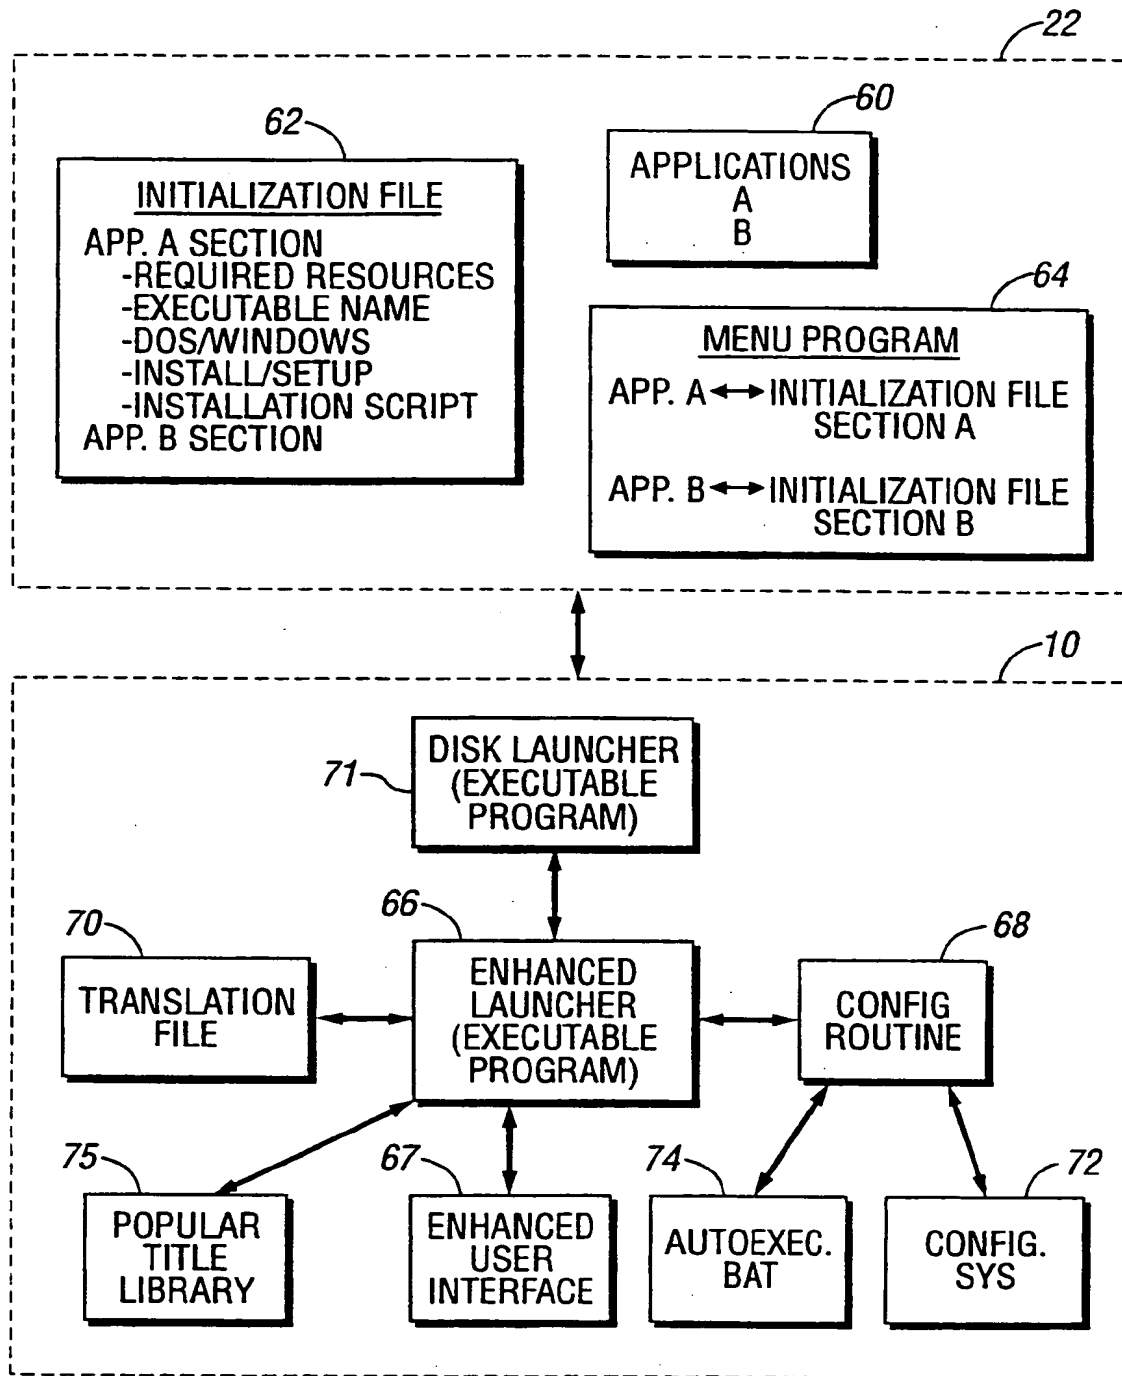 22
62
INITIALIZATION FILE
APP. A SECTION
-REQUIRED RESOURCES
-EXECUTABLE NAME
-DOS/WINDOWS
-INSTALL/SETUP
-INSTALLATION SCRIPT
APP. B SECTION
60
APPLICATIONS
A
B
64
MENU PROGRAM
APP. A INITIALIZATION FILE
SECTION A
APP. B INITIALIZATION FILE
SECTION B
10
71
DISK LAUNCHER
(EXECUTABLE
PROGRAM)
70
TRANSLATION
FILE
66
ENHANCED
LAUNCHER
(EXECUTABLE
PROGRAM)
68
CONFIG
ROUTINE
75
POPULAR
TITLE
LIBRARY
67
ENHANCED
USER
INTERFACE
74
AUTOEXEC.
BAT
72
CONFIG.
SYS